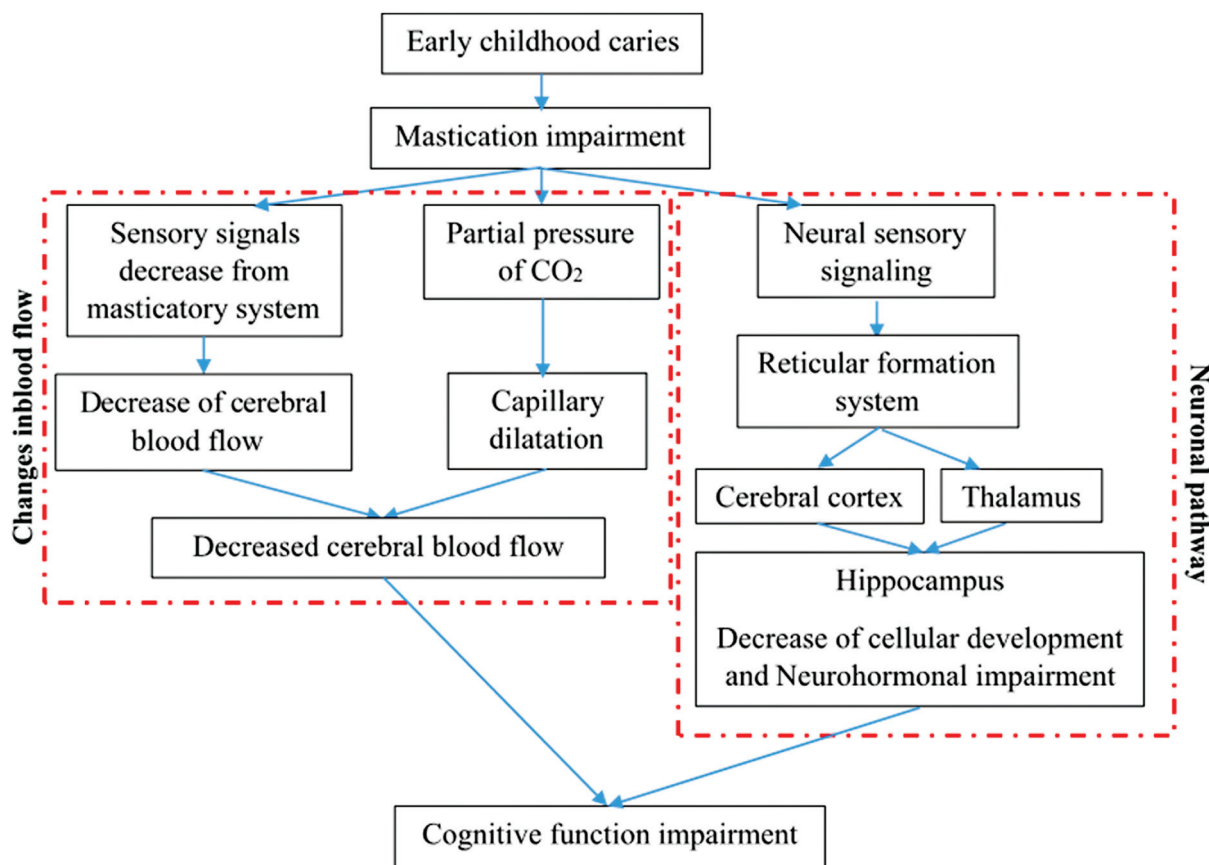 Early childhood caries
Mastication impairment
Changes inblood flow
Sensory signals
decrease from
masticatory system
Partial pressure
of CO₂
Neural sensory
signaling
Decrease of cerebral
blood flow
Capillary
dilatation
Reticular formation
system
Cerebral cortex
Thalamus
Decreased cerebral blood flow
Hippocampus
Decrease of cellular development
and Neurohormonal impairment
Neuronal pathway
Cognitive function impairment